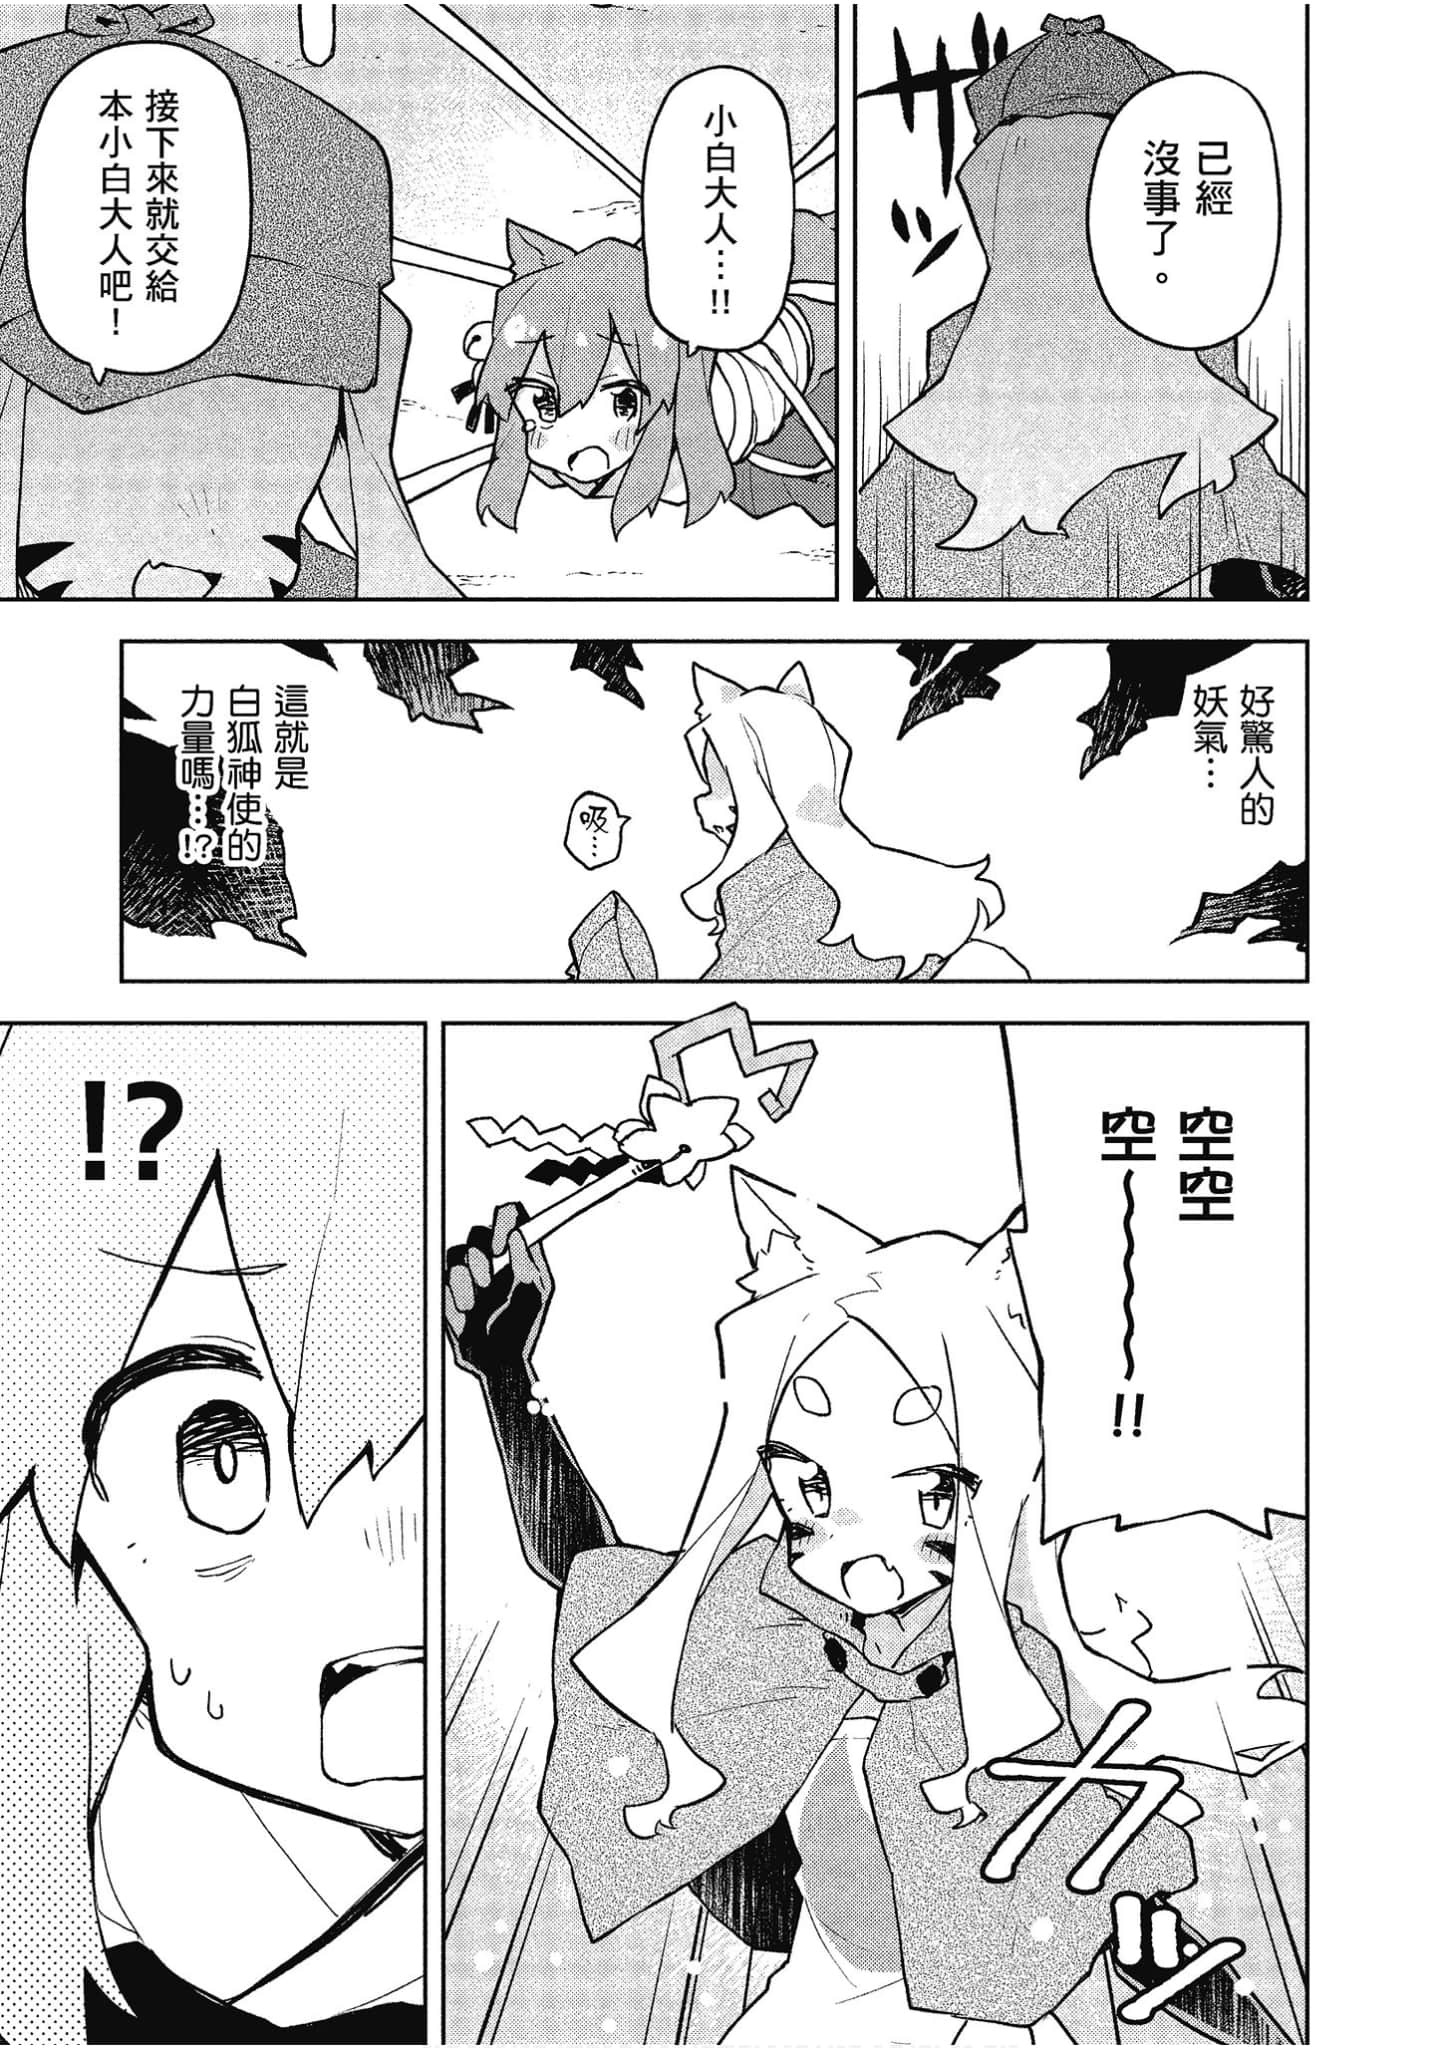 已經
沒事了。
ザッ
小白大人…!!
接下來就交給
本小白大人吧!
好驚人的
妖氣…
吸…
這就是
白狐神使的
力量嗎…!?
空空
空~~~~!!
カッ
!?